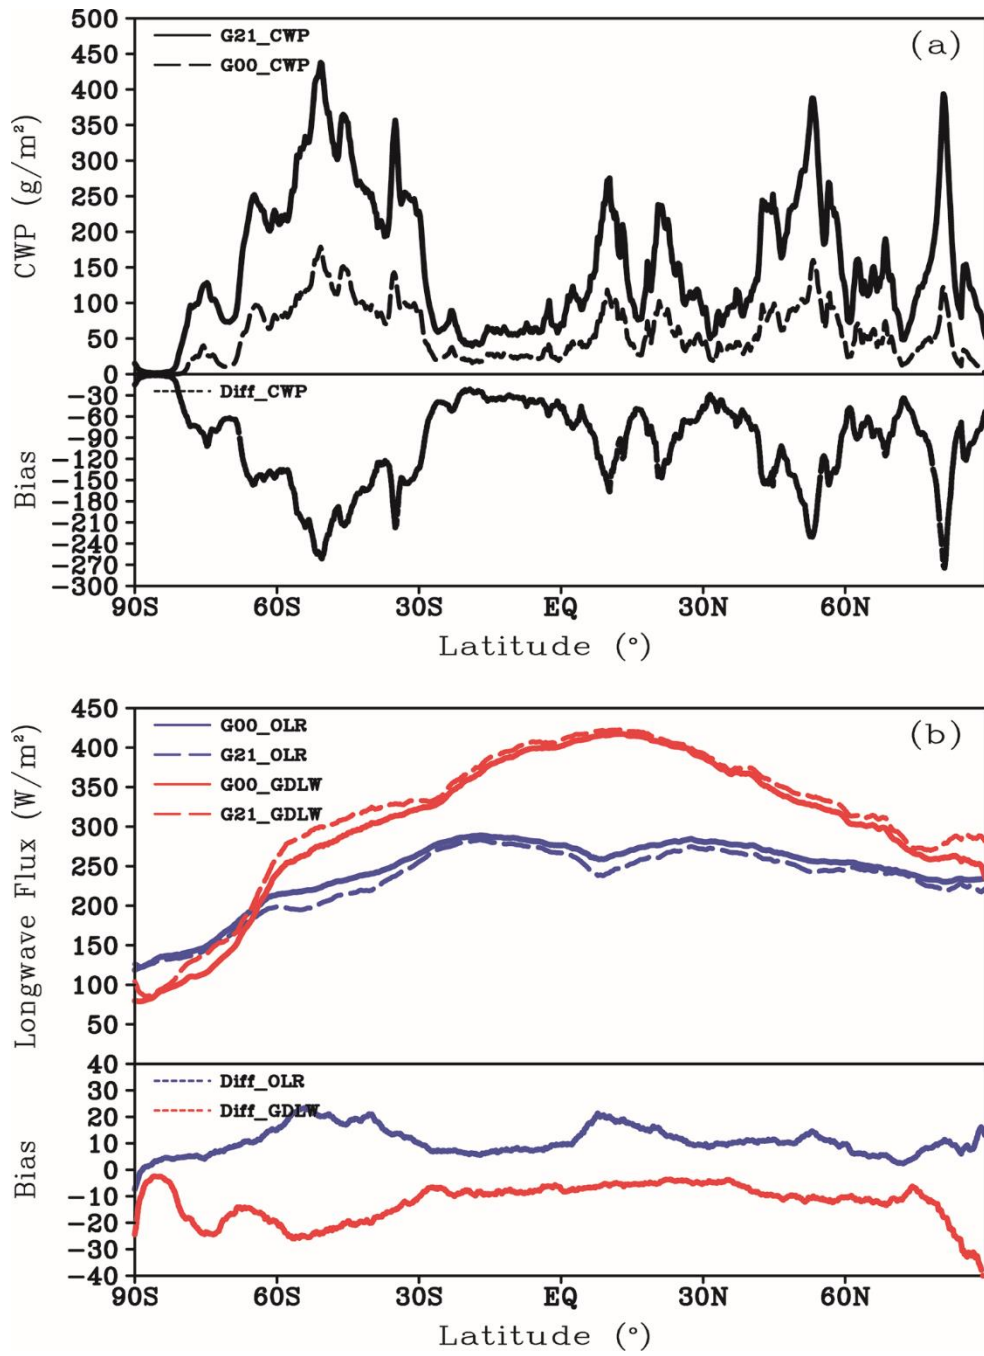 500
450
400
350
300
250
200
150
100
50
0
CWP (g/m²)
G21_CWP
G00_CWP
(a)
Diff_CWP
-30
-60
-90
-120
-150
-180
-210
-240
-270
-300
Bias
90S 60S 30S EQ 30N 60N
Latitude (°)
450
400
350
300
250
200
150
100
50
Longwave Flux (W/m²)
G00_OLR
G21_OLR
G00_GDLW
G21_GDLW
(b)
40
30
20
10
0
-10
-20
-30
-40
Bias
Diff_OLR
Diff_GDLW
90S 60S 30S EQ 30N 60N
Latitude (°)